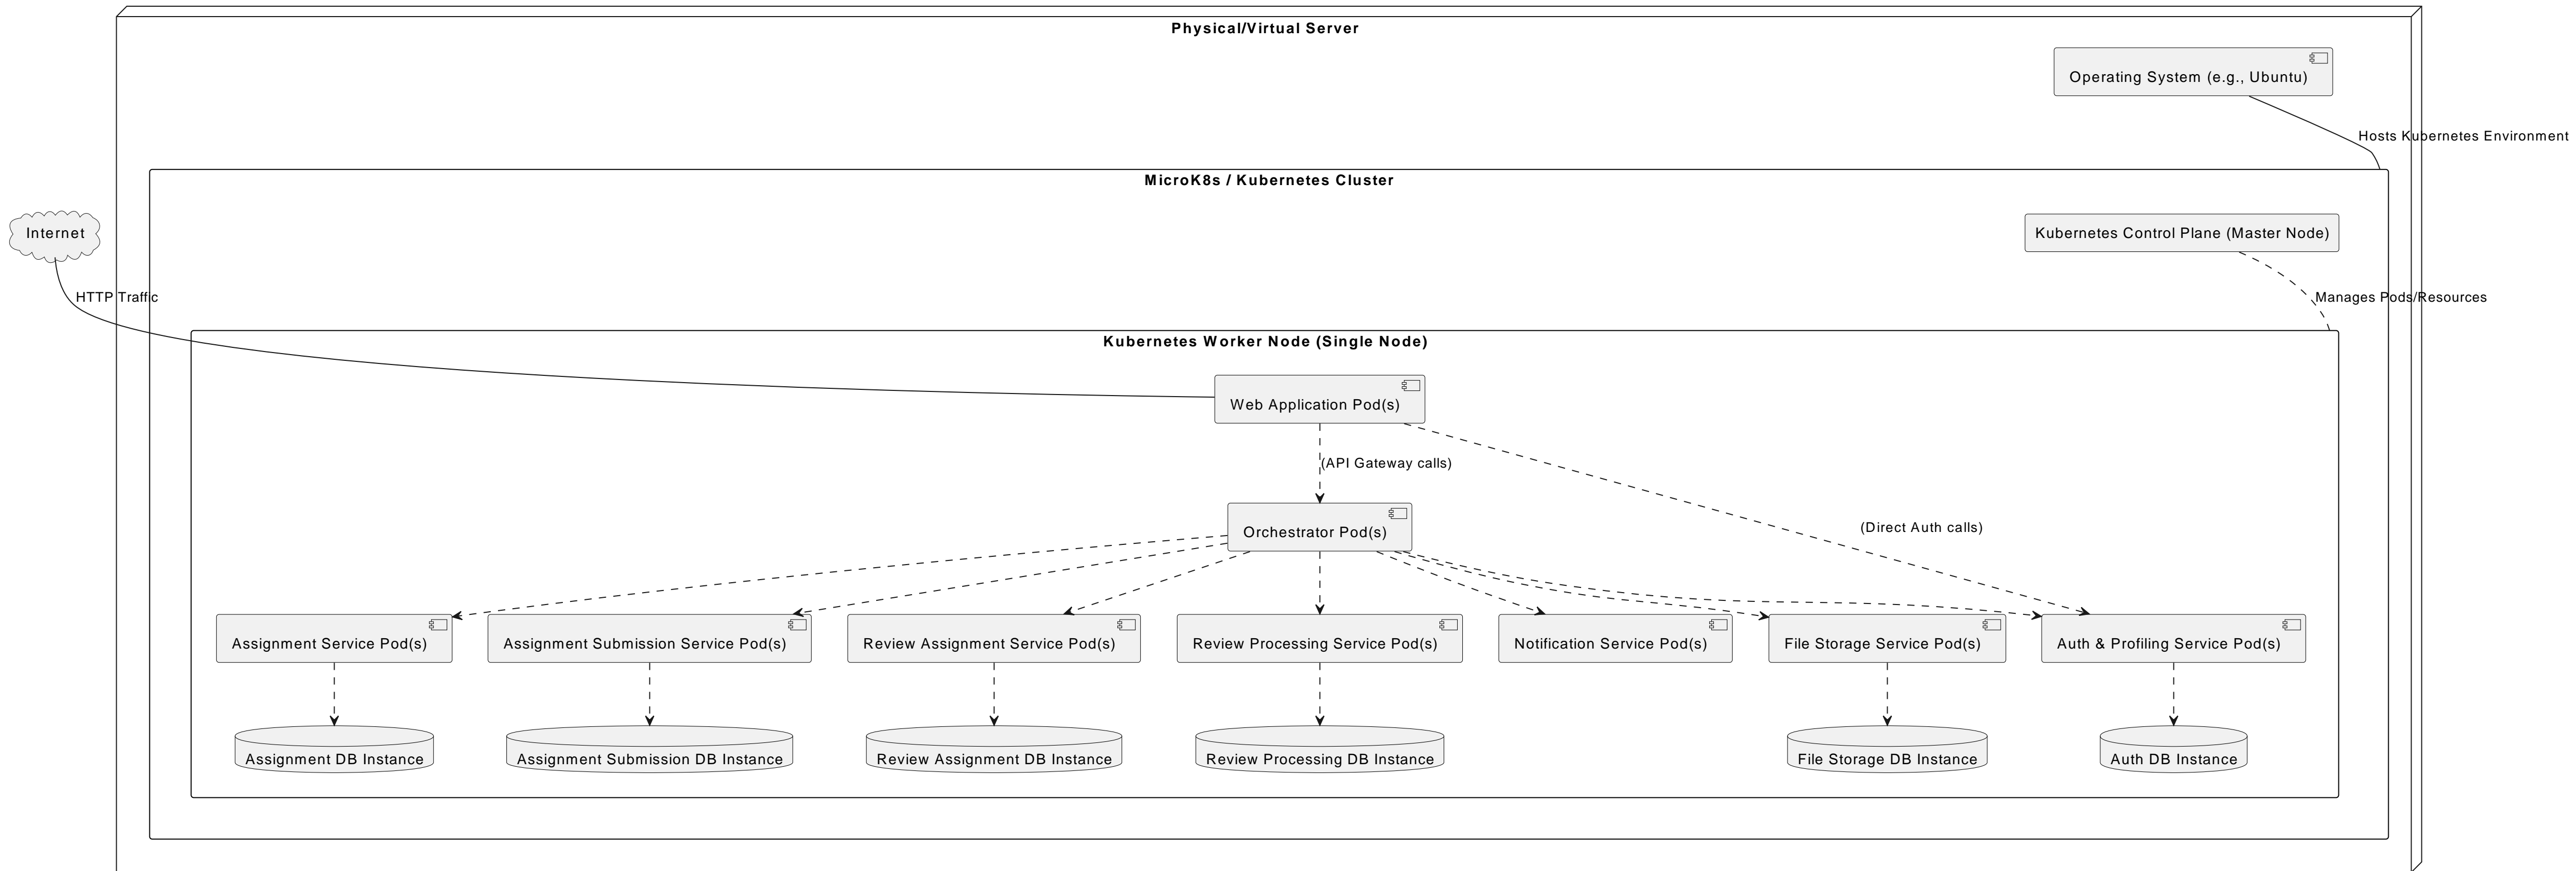 Physical/Virtual Server
Operating System (e.g., Ubuntu)
Hosts Kubernetes Environment
MicroK8s / Kubernetes Cluster
Internet
Kubernetes Control Plane (Master Node)
HTTP Traffic
Manages Pods/Resources
Kubernetes Worker Node (Single Node)
Web Application Pod(s)
(API Gateway calls)
(Direct Auth calls)
Orchestrator Pod(s)
Assignment Service Pod(s)
Assignment Submission Service Pod(s)
Review Assignment Service Pod(s)
Review Processing Service Pod(s)
Notification Service Pod(s)
File Storage Service Pod(s)
Auth & Profiling Service Pod(s)
Assignment DB Instance
Assignment Submission DB Instance
Review Assignment DB Instance
Review Processing DB Instance
File Storage DB Instance
Auth DB Instance